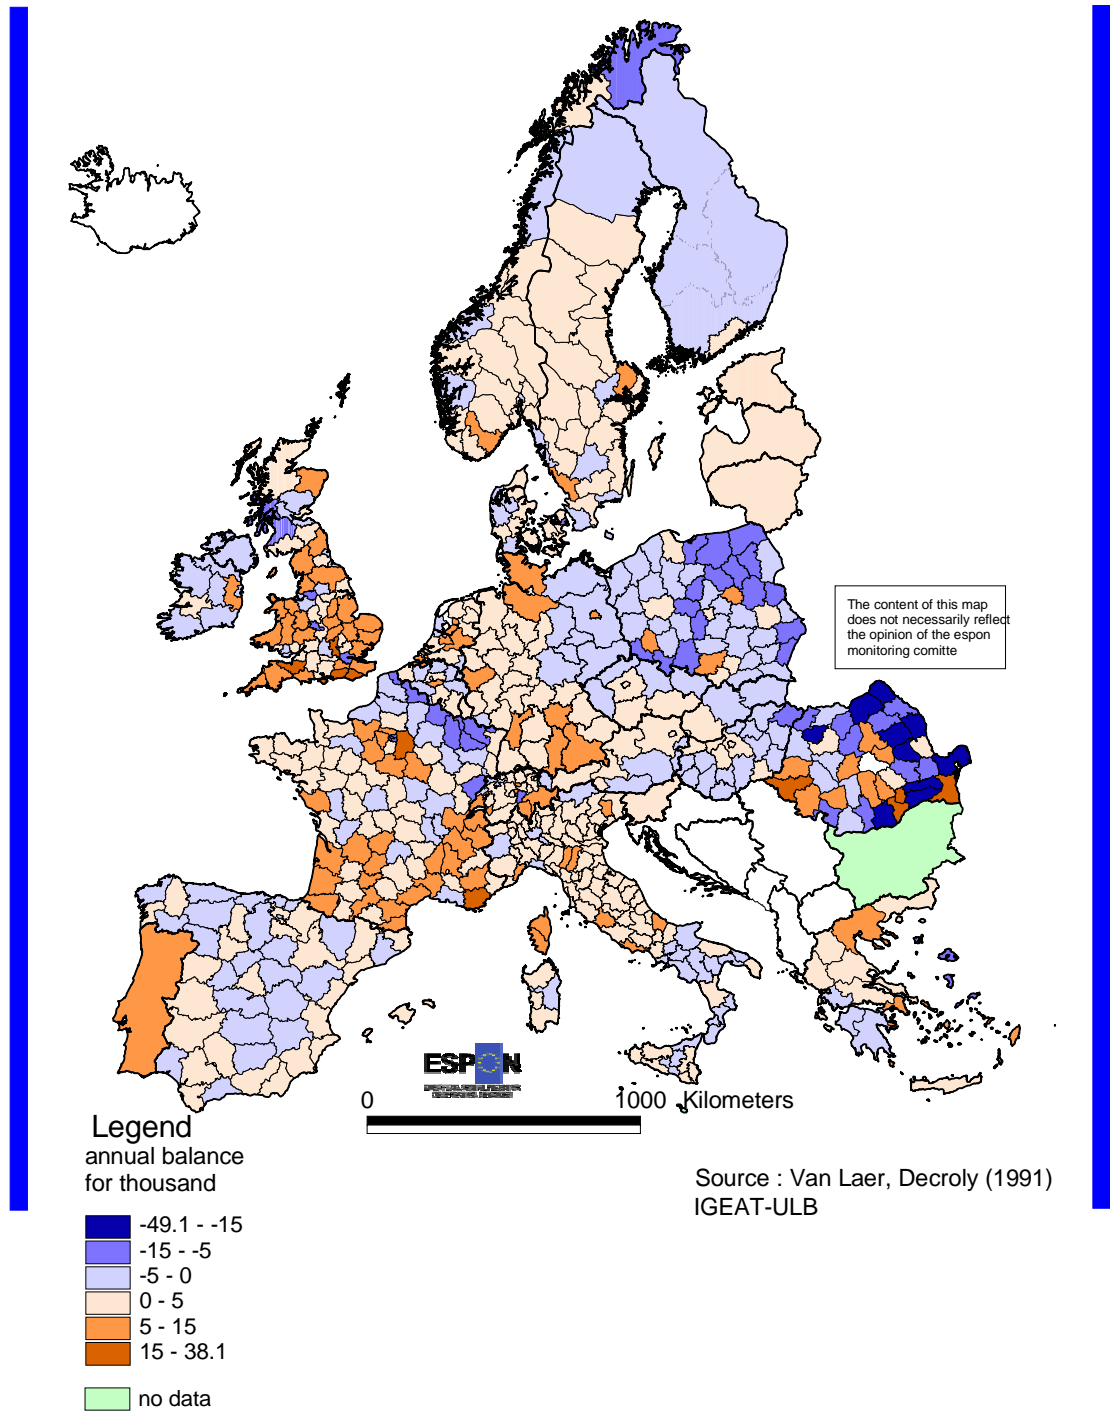 The content of this map
does not necessarily reflect
the opinion of the espon
monitoring comitte
ESPON
0 1000 Kilometers
Legend
annual balance
for thousand
Source : Van Laer, Decroly (1991)
IGEAT-ULB
-49.1 - -15
-15 - -5
-5 - 0
0 - 5
5 - 15
15 - 38.1
no data